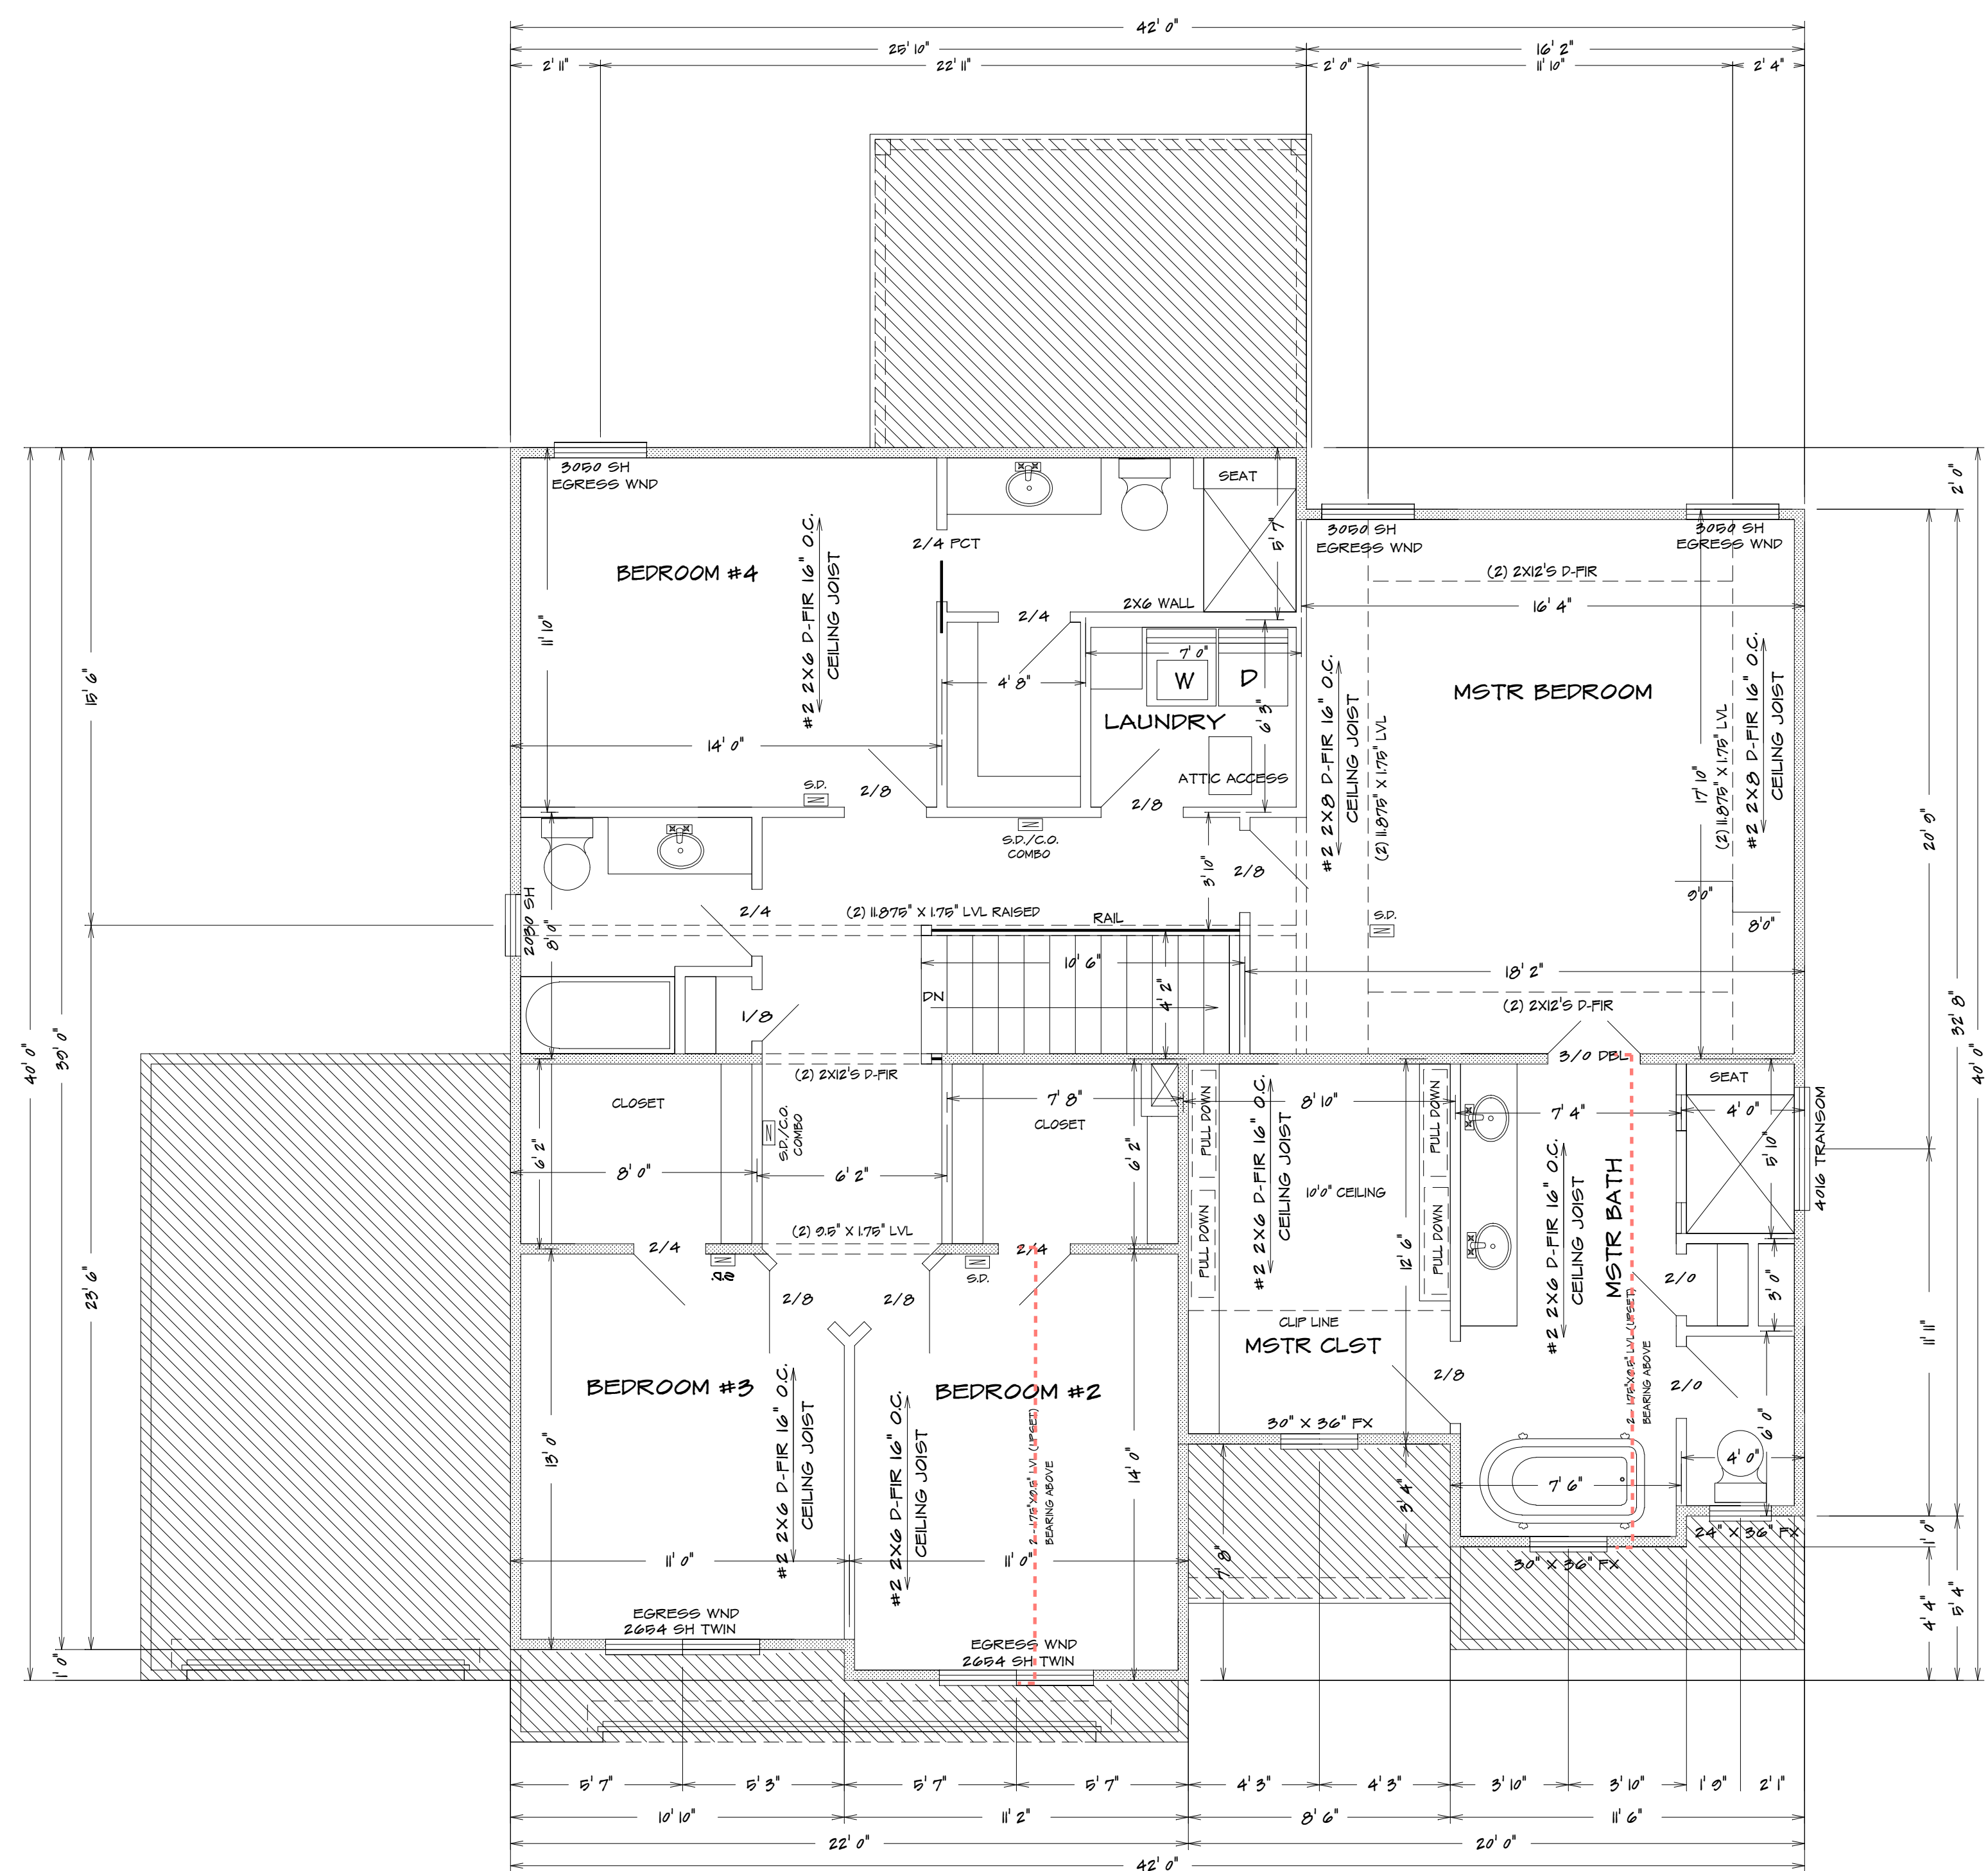 42' 0"
25' 10"
16' 2"
2' 11"
22' 11"
2' 0"
11' 10"
2' 4"
40' 0"
39' 0"
15' 6"
23' 6"
1' 0"
3050 SH
EGRESS WND
BEDROOM #4
#2 2X6 D-FIR 16" O.C.
CEILING JOIST
11' 10"
14' 0"
2/4 PCT
SEAT
5' 7"
2X6 WALL
2/4
4' 8"
7' 0"
W
D
LAUNDRY
6' 3"
ATTIC ACCESS
S.D.
2/8
2/8
S.D./C.O.
COMBO
3' 10"
2/8
3050 SH
EGRESS WND
3050 SH
EGRESS WND
(2) 2X12'S D-FIR
16' 4"
MSTR BEDROOM
#2 2X8 D-FIR 16" O.C.
CEILING JOIST
(2) 11.875" X 1.75" LVL
17' 10"
(2) 11.875" X 1.75" LVL
#2 2X8 D-FIR 16" O.C.
CEILING JOIST
9'0"
8'0"
S.D.
18' 2"
(2) 2X12'S D-FIR
2' 0"
20' 9"
32' 8"
40' 0"
11' 11"
1' 0"
4' 4"
5' 4"
2030 SH
8' 0"
2/4
(2) 11.875" X 1.75" LVL RAISED
RAIL
10' 6"
DN
4' 2"
1/8
(2) 2X12'S D-FIR
CLOSET
6' 2"
8' 0"
S.D./C.O.
COMBO
6' 2"
7' 8"
CLOSET
6' 2"
(2) 9.5" X 1.75" LVL
2/4
S.D.
2/8
2/8
S.D.
2/4
BEDROOM #3
#2 2X6 D-FIR 16" O.C.
CEILING JOIST
13' 0"
11' 0"
EGRESS WND
2654 SH TWIN
BEDROOM #2
#2 2X6 D-FIR 16" O.C.
CEILING JOIST
2 - 1.75"X9.5" LVL (UPSET)
BEARING ABOVE
14' 0"
11' 0"
EGRESS WND
2654 SH TWIN
PULL DOWN
PULL DOWN
#2 2X6 D-FIR 16" O.C.
CEILING JOIST
8' 10"
10'0" CEILING
PULL DOWN
PULL DOWN
12' 6"
CLIP LINE
MSTR CLST
30" X 36" FX
7' 8"
3' 4"
2/8
3/0 DBL
7' 4"
#2 2X6 D-FIR 16" O.C.
CEILING JOIST
MSTR BATH
2 - 1.75"X9.5" LVL (UPSET)
BEARING ABOVE
SEAT
4' 0"
5' 10"
4016 TRANSOM
2/0
3' 0"
2/0
6' 0"
4' 0"
7' 6"
24" X 36" FX
30" X 36" FX
5' 7"
5' 3"
5' 7"
5' 7"
4' 3"
4' 3"
3' 10"
3' 10"
1' 9"
2' 1"
10' 10"
11' 2"
8' 6"
11' 6"
22' 0"
20' 0"
42' 0"